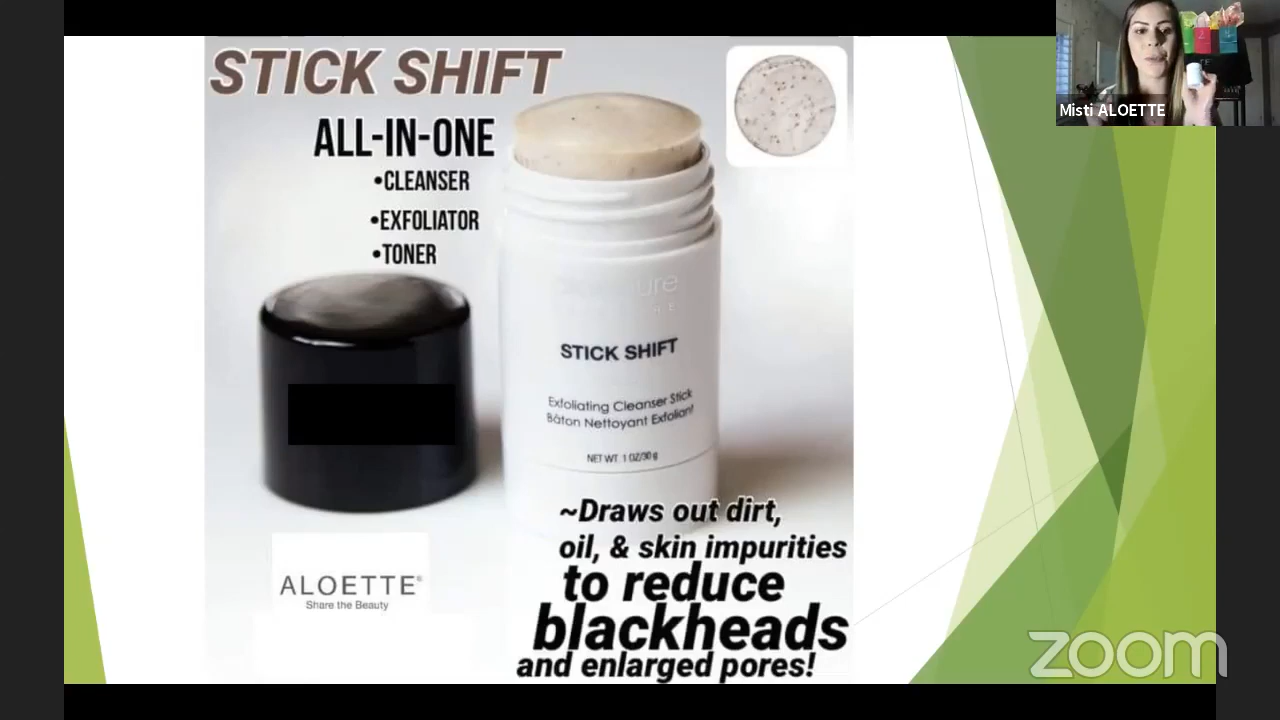 STICK SHIFT
ALL-IN-ONE
•CLEANSER
•EXFOLIATOR
•TONER
STICK SHIFT
Exfoliating Cleanser Stick
Bâton Nettoyant Exfoliant
NET WT. 1 OZ/30 g
~Draws out dirt,
oil, & skin impurities
to reduce
blackheads
and enlarged pores!
ALOETTE®
Share the Beauty
Misti ALOETTE
zoom